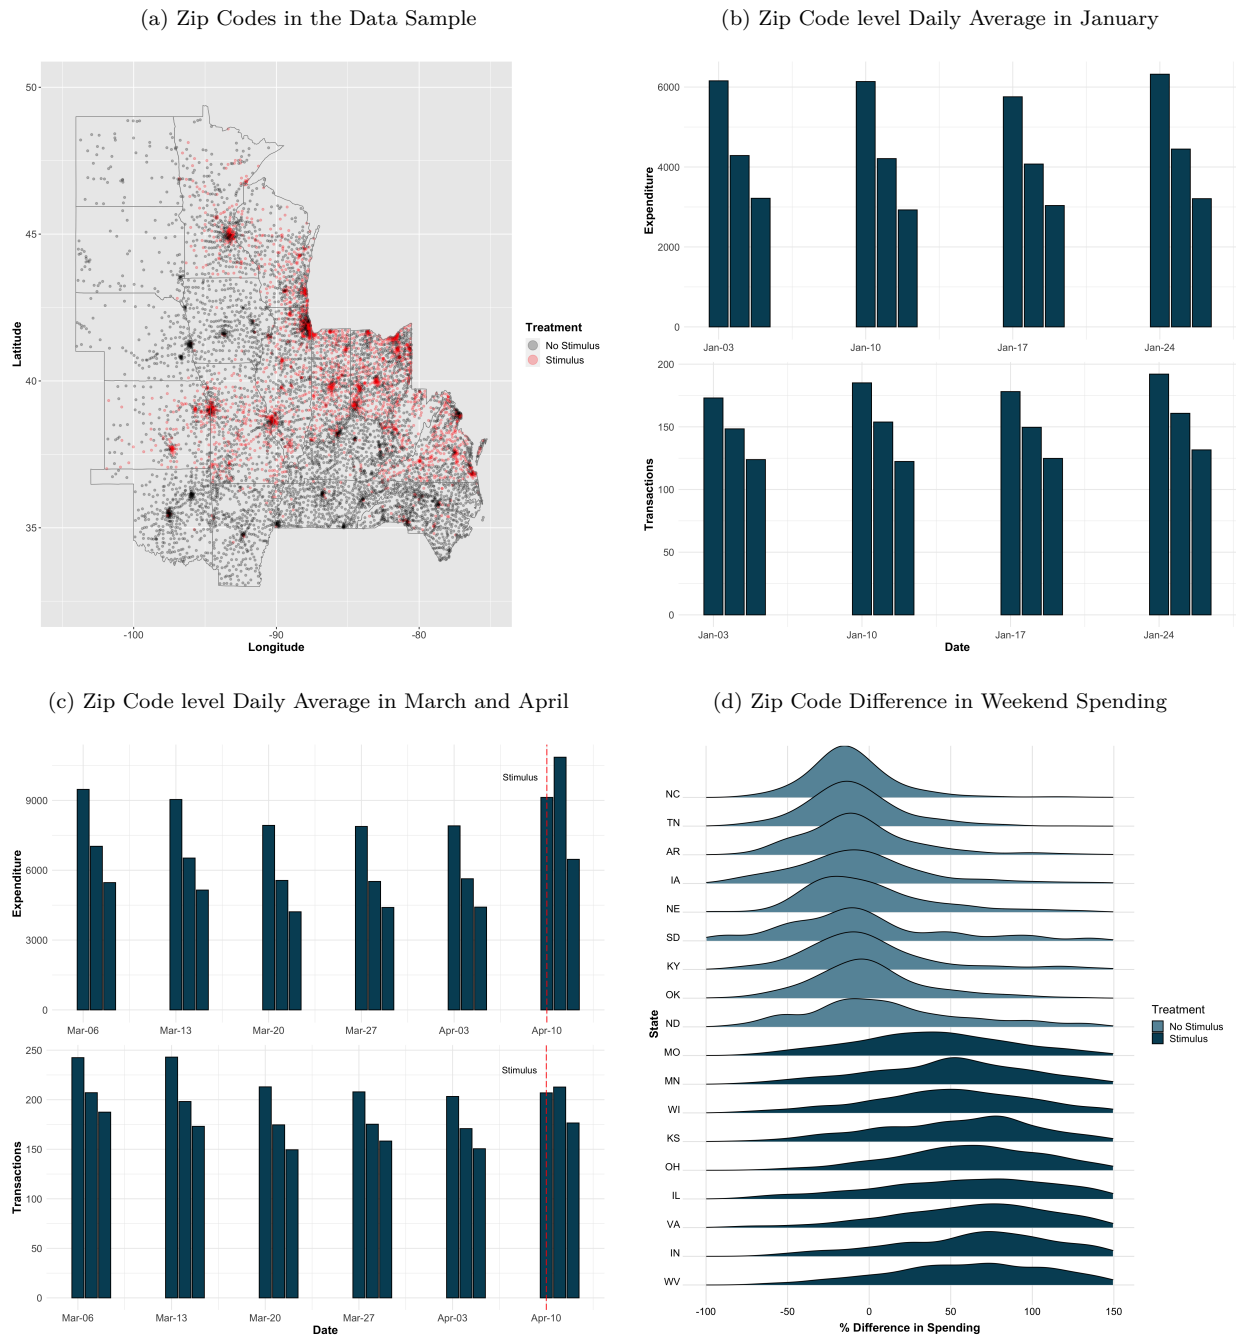 (a) Zip Codes in the Data Sample
50
45
40
35
Latitude
-100
-90
-80
Longitude
Treatment
No Stimulus
Stimulus
(b) Zip Code level Daily Average in January
6000
4000
2000
0
Expenditure
Jan-03
Jan-10
Jan-17
Jan-24
200
150
100
50
0
Transactions
Jan-03
Jan-10
Jan-17
Jan-24
Date
(c) Zip Code level Daily Average in March and April
Stimulus
9000
6000
3000
0
Expenditure
Mar-06
Mar-13
Mar-20
Mar-27
Apr-03
Apr-10
Stimulus
250
200
150
100
50
0
Transactions
Mar-06
Mar-13
Mar-20
Mar-27
Apr-03
Apr-10
Date
(d) Zip Code Difference in Weekend Spending
NC
TN
AR
IA
NE
SD
KY
OK
ND
MO
MN
WI
KS
OH
IL
VA
IN
WV
State
-100
-50
0
50
100
150
% Difference in Spending
Treatment
No Stimulus
Stimulus